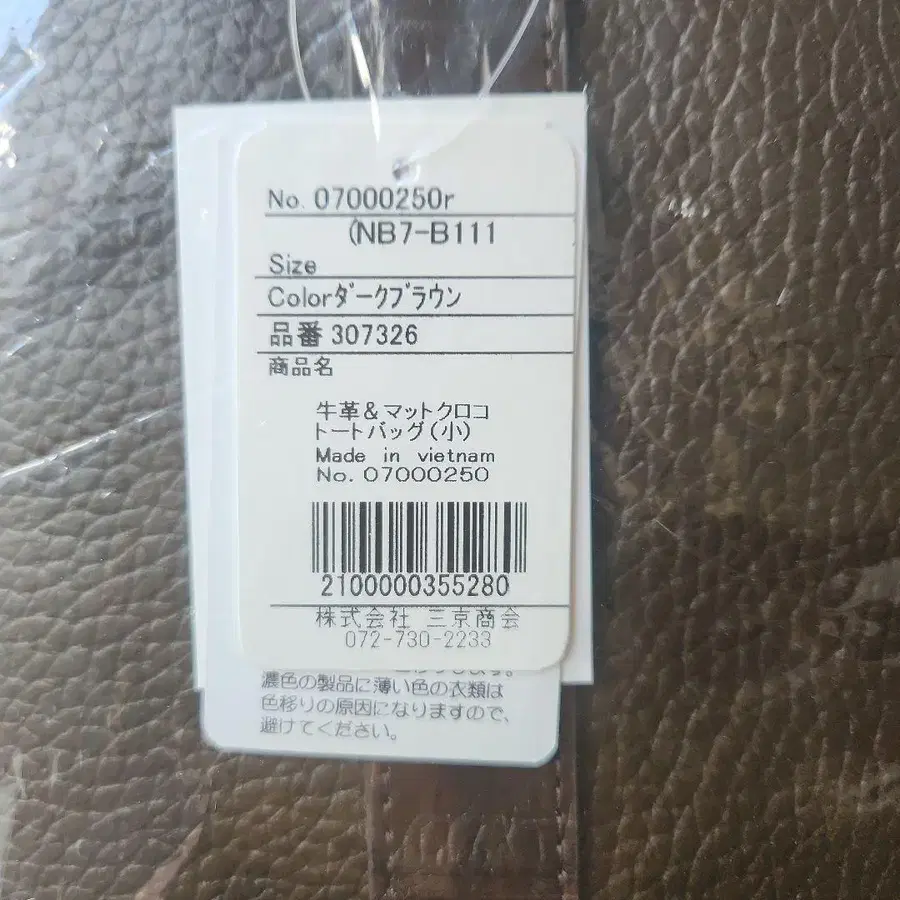 No. 07000250r
(NB7-B111
Size
Colorダークブラウン
品番 307326
商品名
牛革&マットクロコ
トートバッグ(小)
Made in vietnam
No. 07000250
2100000355280
株式会社 三京商会
072-730-2233
濃色の製品に薄い色の衣類は
色移りの原因になりますので、
避けてください。